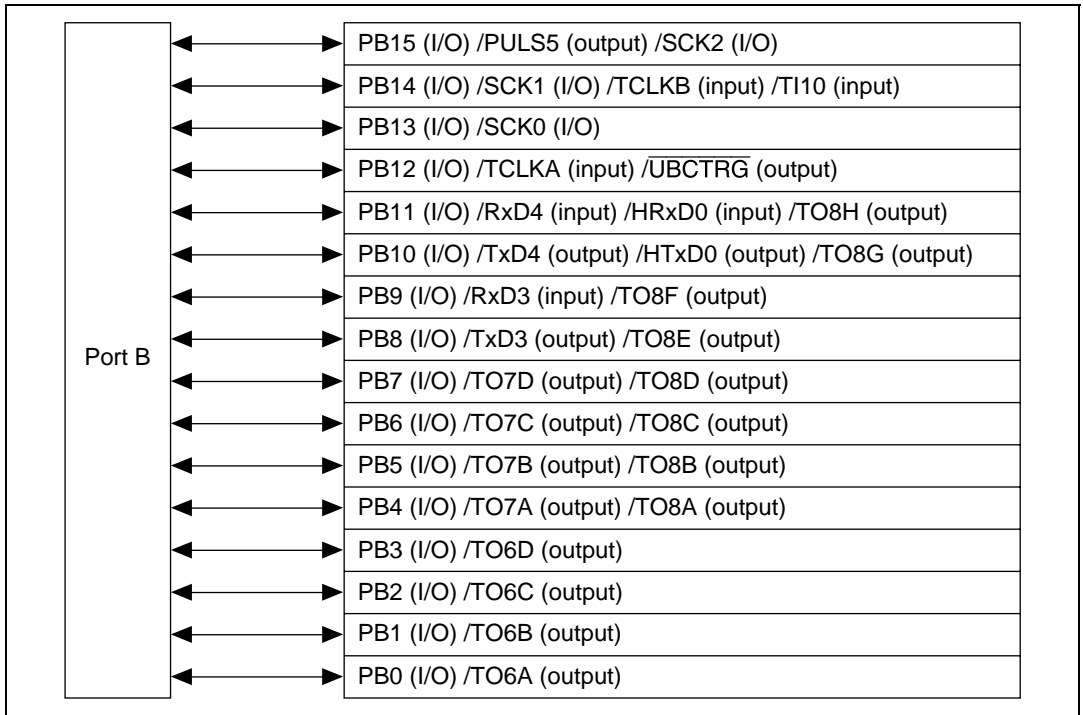 PB15 (I/O) /PULS5 (output) /SCK2 (I/O)
PB14 (I/O) /SCK1 (I/O) /TCLKB (input) /TI10 (input)
PB13 (I/O) /SCK0 (I/O)
PB12 (I/O) /TCLKA (input) /U̅B̅C̅T̅R̅G̅ (output)
PB11 (I/O) /RxD4 (input) /HRxD0 (input) /TO8H (output)
PB10 (I/O) /TxD4 (output) /HTxD0 (output) /TO8G (output)
PB9 (I/O) /RxD3 (input) /TO8F (output)
PB8 (I/O) /TxD3 (output) /TO8E (output)
Port B
PB7 (I/O) /TO7D (output) /TO8D (output)
PB6 (I/O) /TO7C (output) /TO8C (output)
PB5 (I/O) /TO7B (output) /TO8B (output)
PB4 (I/O) /TO7A (output) /TO8A (output)
PB3 (I/O) /TO6D (output)
PB2 (I/O) /TO6C (output)
PB1 (I/O) /TO6B (output)
PB0 (I/O) /TO6A (output)